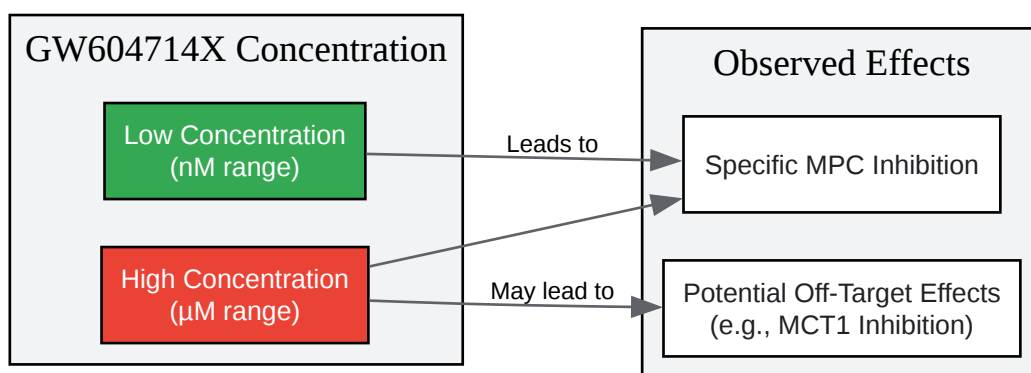 GW604714X Concentration
Low Concentration
(nM range)
High Concentration
(µM range)
Leads to
May lead to
Observed Effects
Specific MPC Inhibition
Potential Off-Target Effects
(e.g., MCT1 Inhibition)